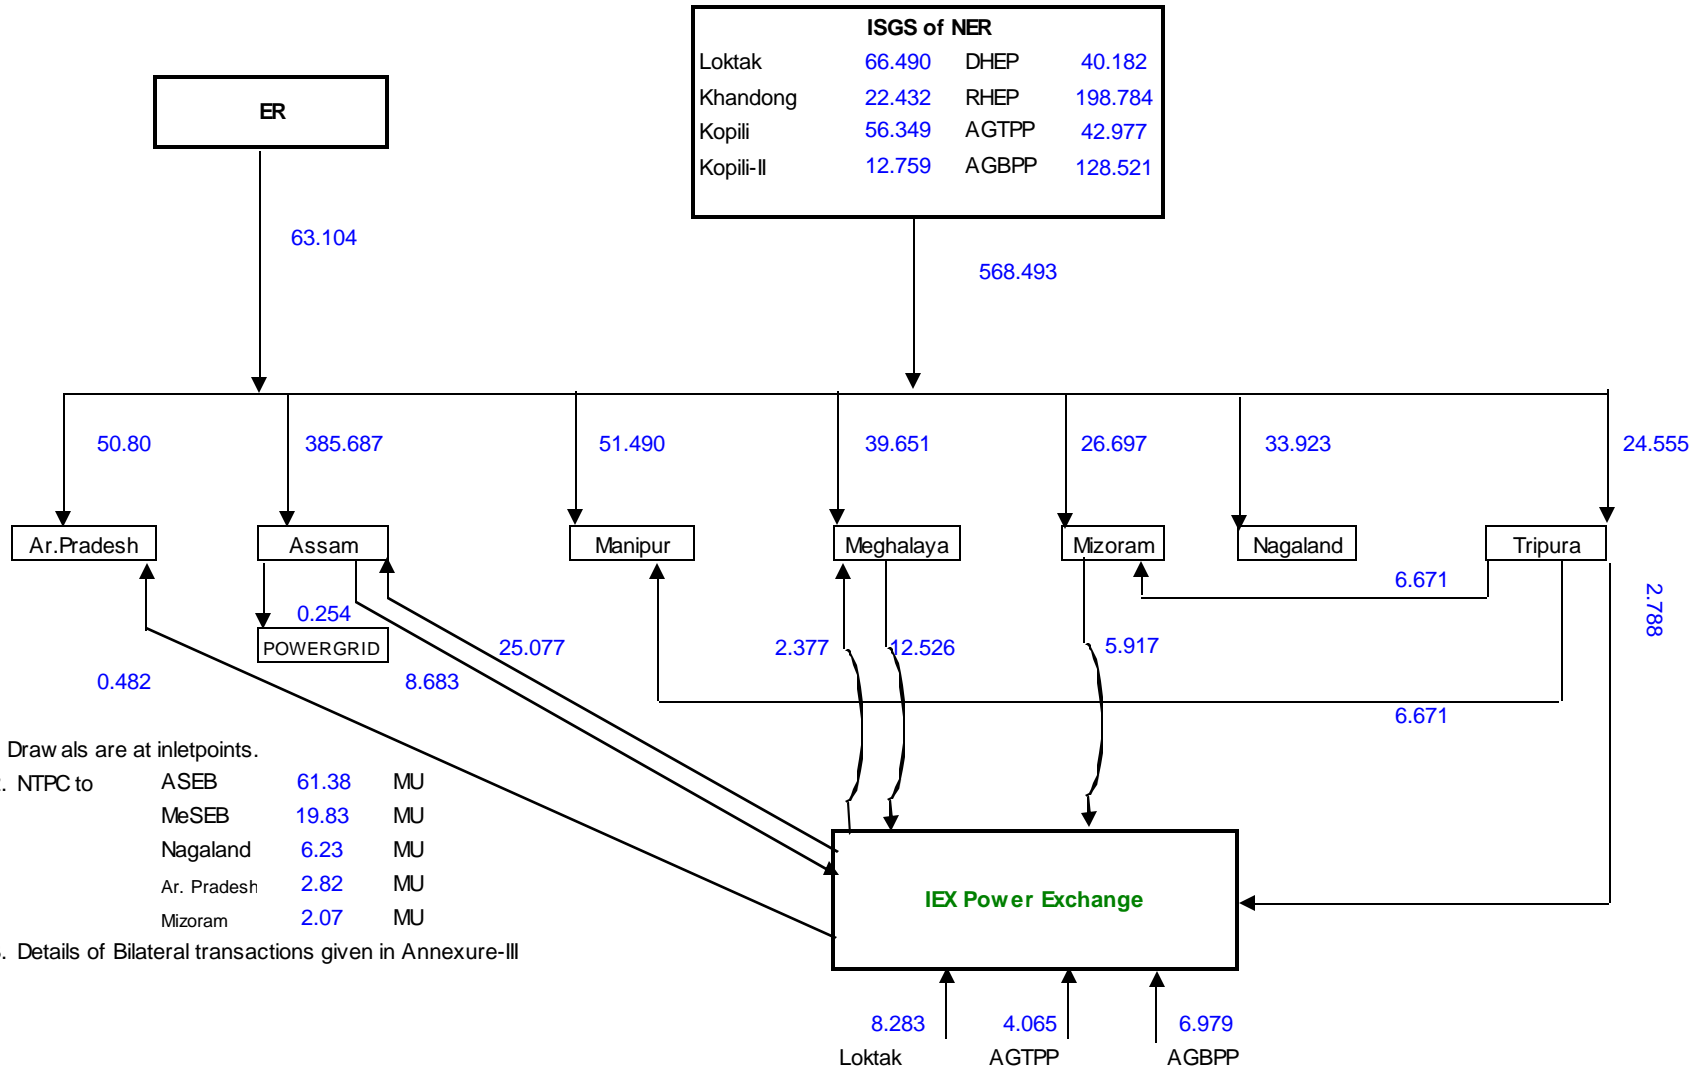 ISGS of NER
Loktak 66.490 DHEP 40.182
Khandong 22.432 RHEP 198.784
Kopili 56.349 AGTPP 42.977
Kopili-II 12.759 AGBPP 128.521
ER
63.104
568.493
50.80 385.687 51.490 39.651 26.697 33.923 24.555
Ar.Pradesh Assam Manipur Meghalaya Mizoram Nagaland Tripura
6.671
2.788
0.254
POWERGRID
25.077 2.377 12.526 5.917
0.482 8.683
6.671
Drawals are at inletpoints.
. NTPC to ASEB 61.38 MU
MeSEB 19.83 MU
Nagaland 6.23 MU
Ar. Pradesh 2.82 MU
Mizoram 2.07 MU
. Details of Bilateral transactions given in Annexure-III
IEX Power Exchange
8.283 4.065 6.979
Loktak AGTPP AGBPP